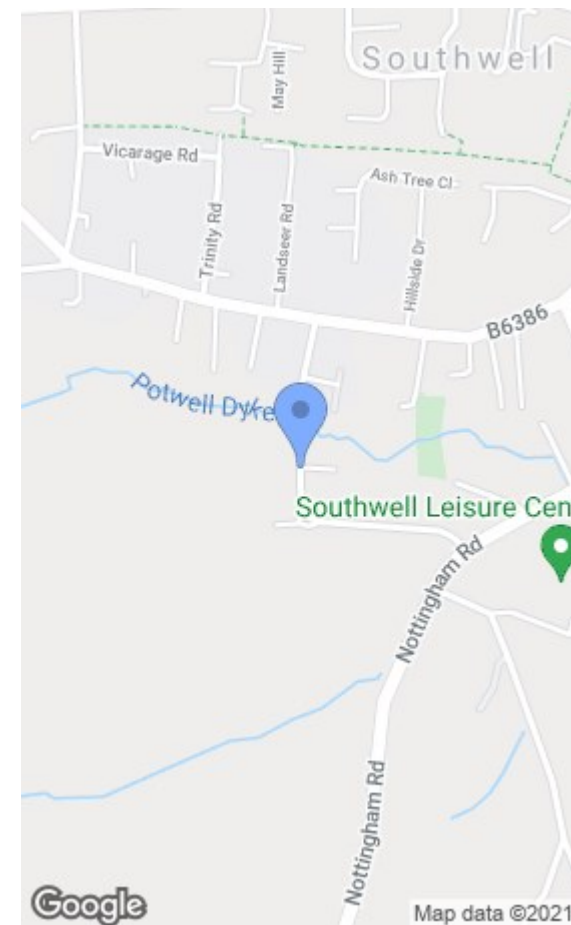 Southwell
May Hill
Vicarage Rd
Ash Tree Cl
Trinity Rd
Landseer Rd
Hillside Dr
B6386
Potwell Dyke
Southwell Leisure Cen
Nottingham Rd
Nottingham Rd
Google
Map data ©2021